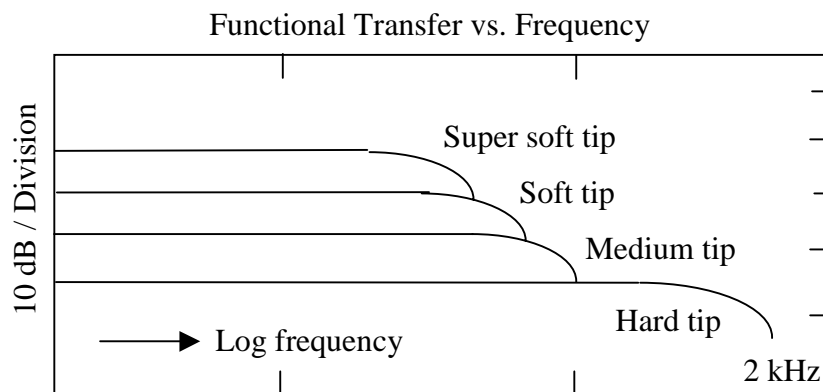 Functional Transfer vs. Frequency
10 dB / Division
Super soft tip
Soft tip
Medium tip
Hard tip
Log frequency
2 kHz